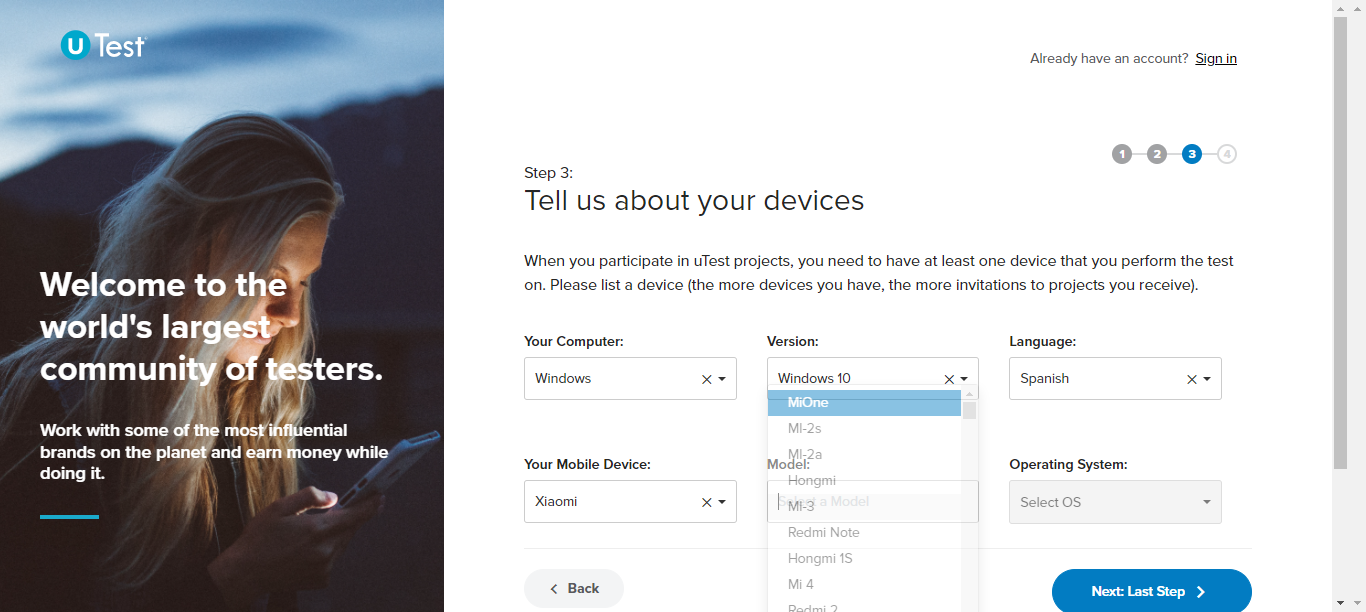 U Test
Already have an account? Sign in
1 2 3 4
Step 3:
Tell us about your devices
When you participate in uTest projects, you need to have at least one device that you perform the test
on. Please list a device (the more devices you have, the more invitations to projects you receive).
Welcome to the
world's largest
community of testers.
Work with some of the most influential
brands on the planet and earn money while
doing it.
Your Computer:
Windows
Version:
Windows 10
Language:
Spanish
Your Mobile Device:
Xiaomi
Model:
Select a Model
MiOne
MI-2s
MI-2a
Hongmi
MI-3
Redmi Note
Hongmi 1S
Mi 4
Redmi 2
Operating System:
Select OS
Back
Next: Last Step